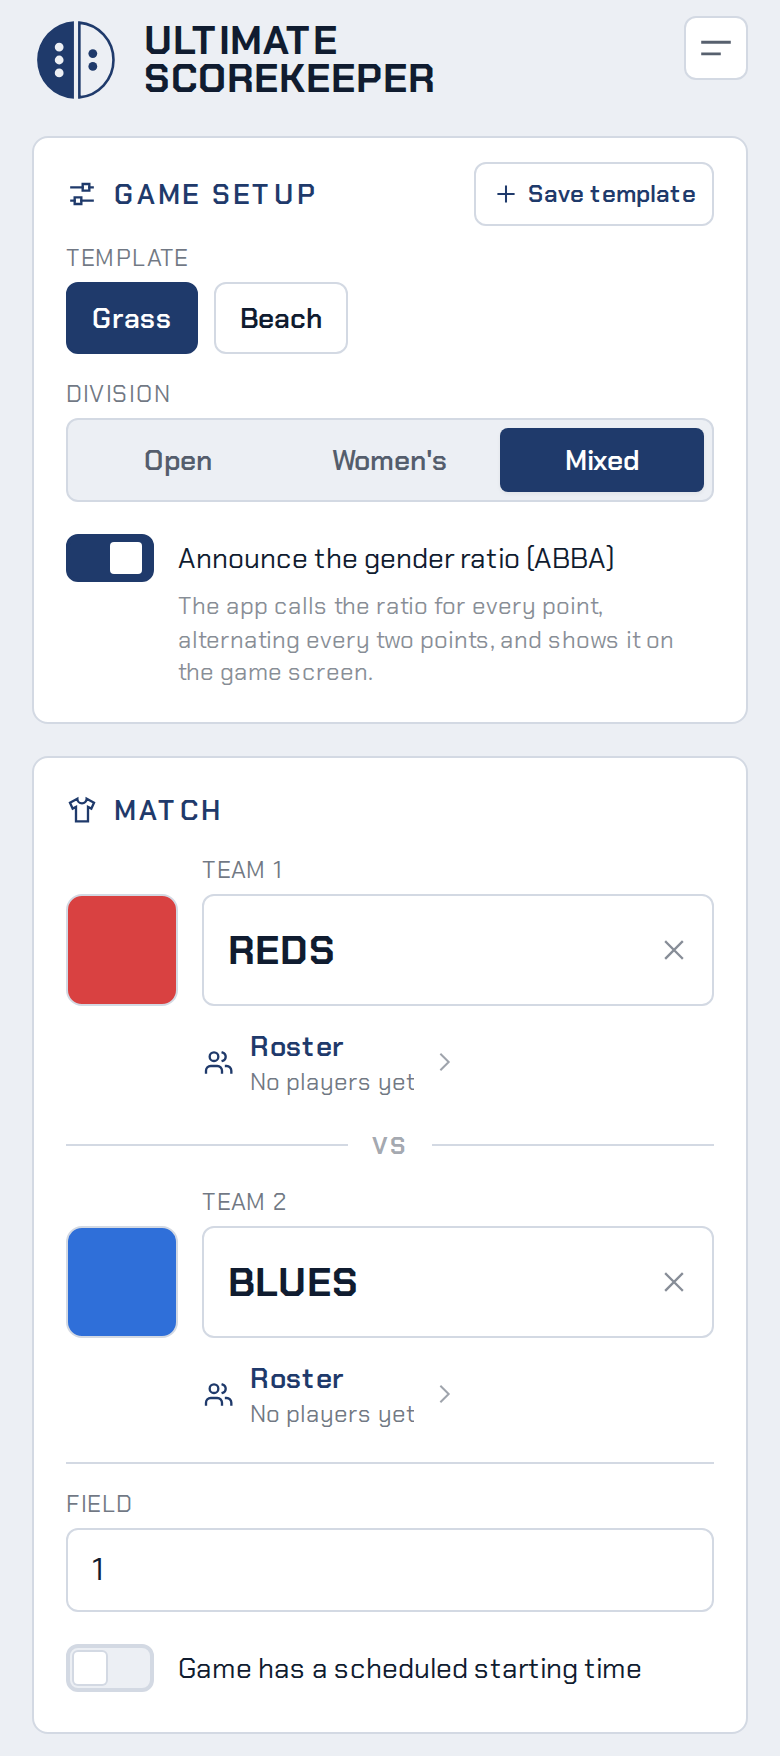 ULTIMATE
SCOREKEEPER
GAME SETUP
Save template
TEMPLATE
Grass
Beach
DIVISION
Open
Women's
Mixed
Announce the gender ratio (ABBA)
The app calls the ratio for every point,
alternating every two points, and shows it on
the game screen.
MATCH
TEAM 1
REDS
Roster
No players yet
VS
TEAM 2
BLUES
Roster
No players yet
FIELD
1
Game has a scheduled starting time